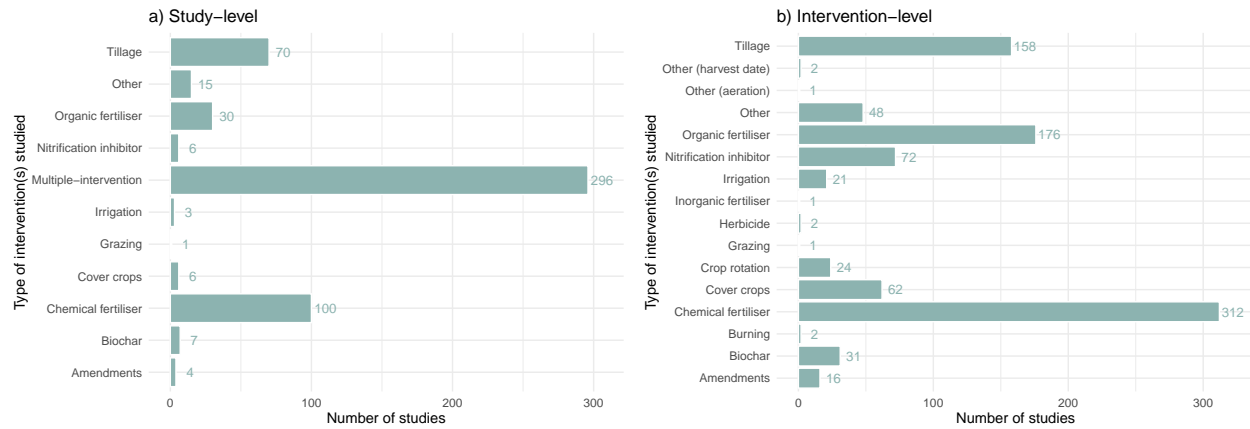 a) Study−level
Type of intervention(s) studied
Tillage 70
Other 15
Organic fertiliser 30
Nitrification inhibitor 6
Multiple−intervention 296
Irrigation 3
Grazing 1
Cover crops 6
Chemical fertiliser 100
Biochar 7
Amendments 4
0 100 200 300
Number of studies
b) Intervention−level
Type of intervention(s) studied
Tillage 158
Other (harvest date) 2
Other (aeration) 1
Other 48
Organic fertiliser 176
Nitrification inhibitor 72
Irrigation 21
Inorganic fertiliser 1
Herbicide 2
Grazing 1
Crop rotation 24
Cover crops 62
Chemical fertiliser 312
Burning 2
Biochar 31
Amendments 16
0 100 200 300
Number of studies